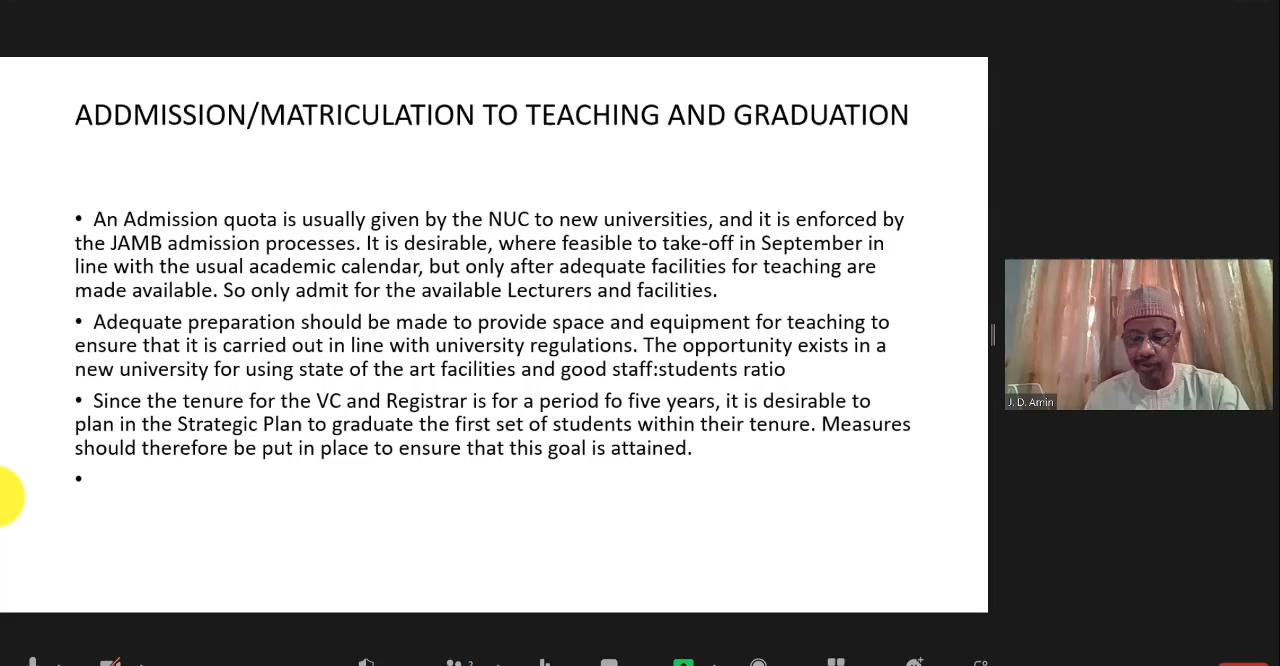 ADDMISSION/MATRICULATION TO TEACHING AND GRADUATION
• An Admission quota is usually given by the NUC to new universities, and it is enforced by
the JAMB admission processes. It is desirable, where feasible to take-off in September in
line with the usual academic calendar, but only after adequate facilities for teaching are
made available. So only admit for the available Lecturers and facilities.
• Adequate preparation should be made to provide space and equipment for teaching to
ensure that it is carried out in line with university regulations. The opportunity exists in a
new university for using state of the art facilities and good staff:students ratio
• Since the tenure for the VC and Registrar is for a period fo five years, it is desirable to
plan in the Strategic Plan to graduate the first set of students within their tenure. Measures
should therefore be put in place to ensure that this goal is attained.
•
J. D. Amin